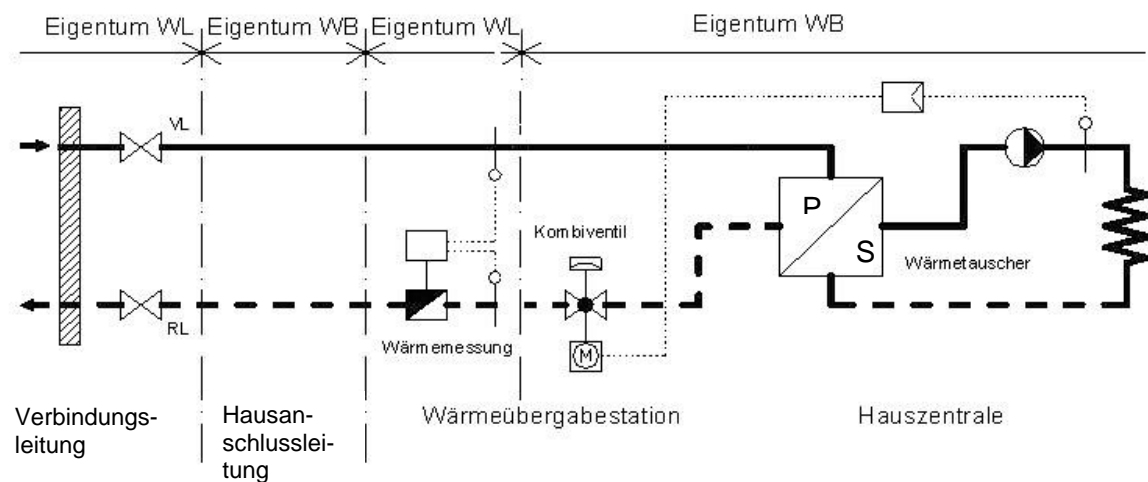 Eigentum WL
Eigentum WB
Eigentum WL
Eigentum WB
VL
P
S
Kombiventil
Wärmetauscher
RL
Wärmemessung
M
Verbindungs-
leitung
Hausan-
schlusslei-
tung
Wärmeübergabestation
Hauszentrale